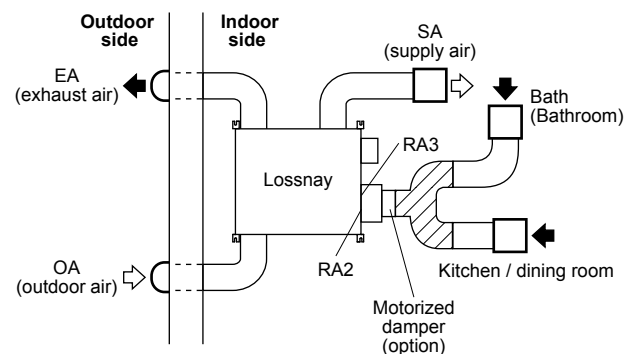 Outdoor
side
Indoor
side
EA
(exhaust air)
SA
(supply air)
Bath
(Bathroom)
RA3
Lossnay
RA2
OA
(outdoor air)
Kitchen / dining room
Motorized
damper
(option)